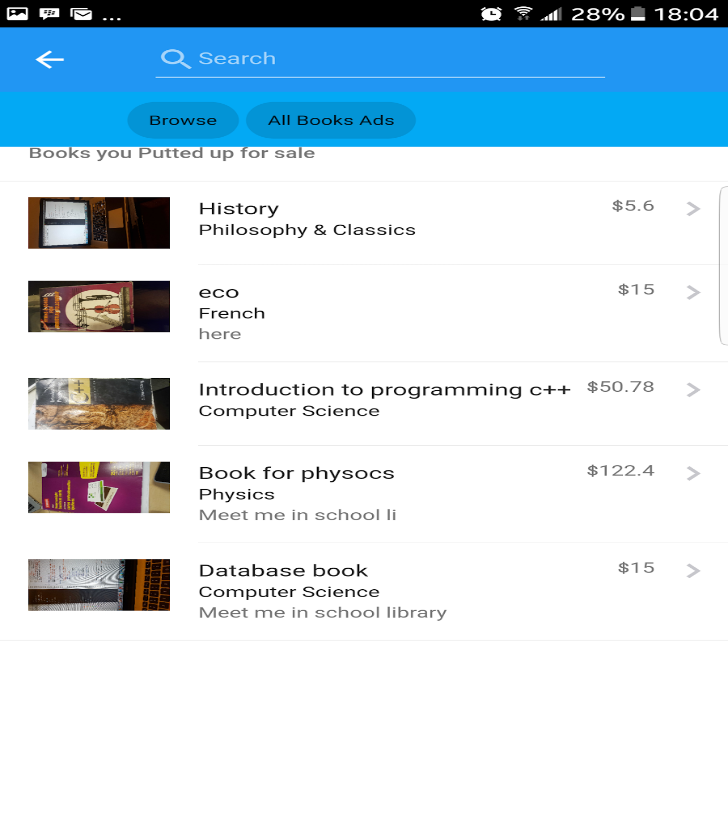 ... 28% 18:04
Search
Browse All Books Ads
Books you Putted up for sale
History $5.6
Philosophy & Classics
eco $15
French
here
Introduction to programming c++ $50.78
Computer Science
Book for physocs $122.4
Physics
Meet me in school li
Database book $15
Computer Science
Meet me in school library